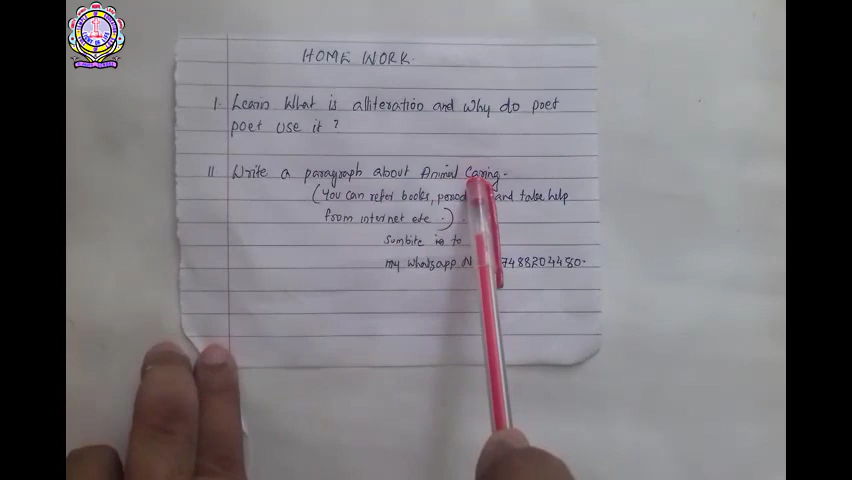 HOME WORK.
I. Learn What is alliteration and why do poet
poet use it ?
II Write a paragraph about Animal Caring.
(You can refer books, and take help
from internet etc .) .
Sumbite ie to
my whatsapp N 7488204480.